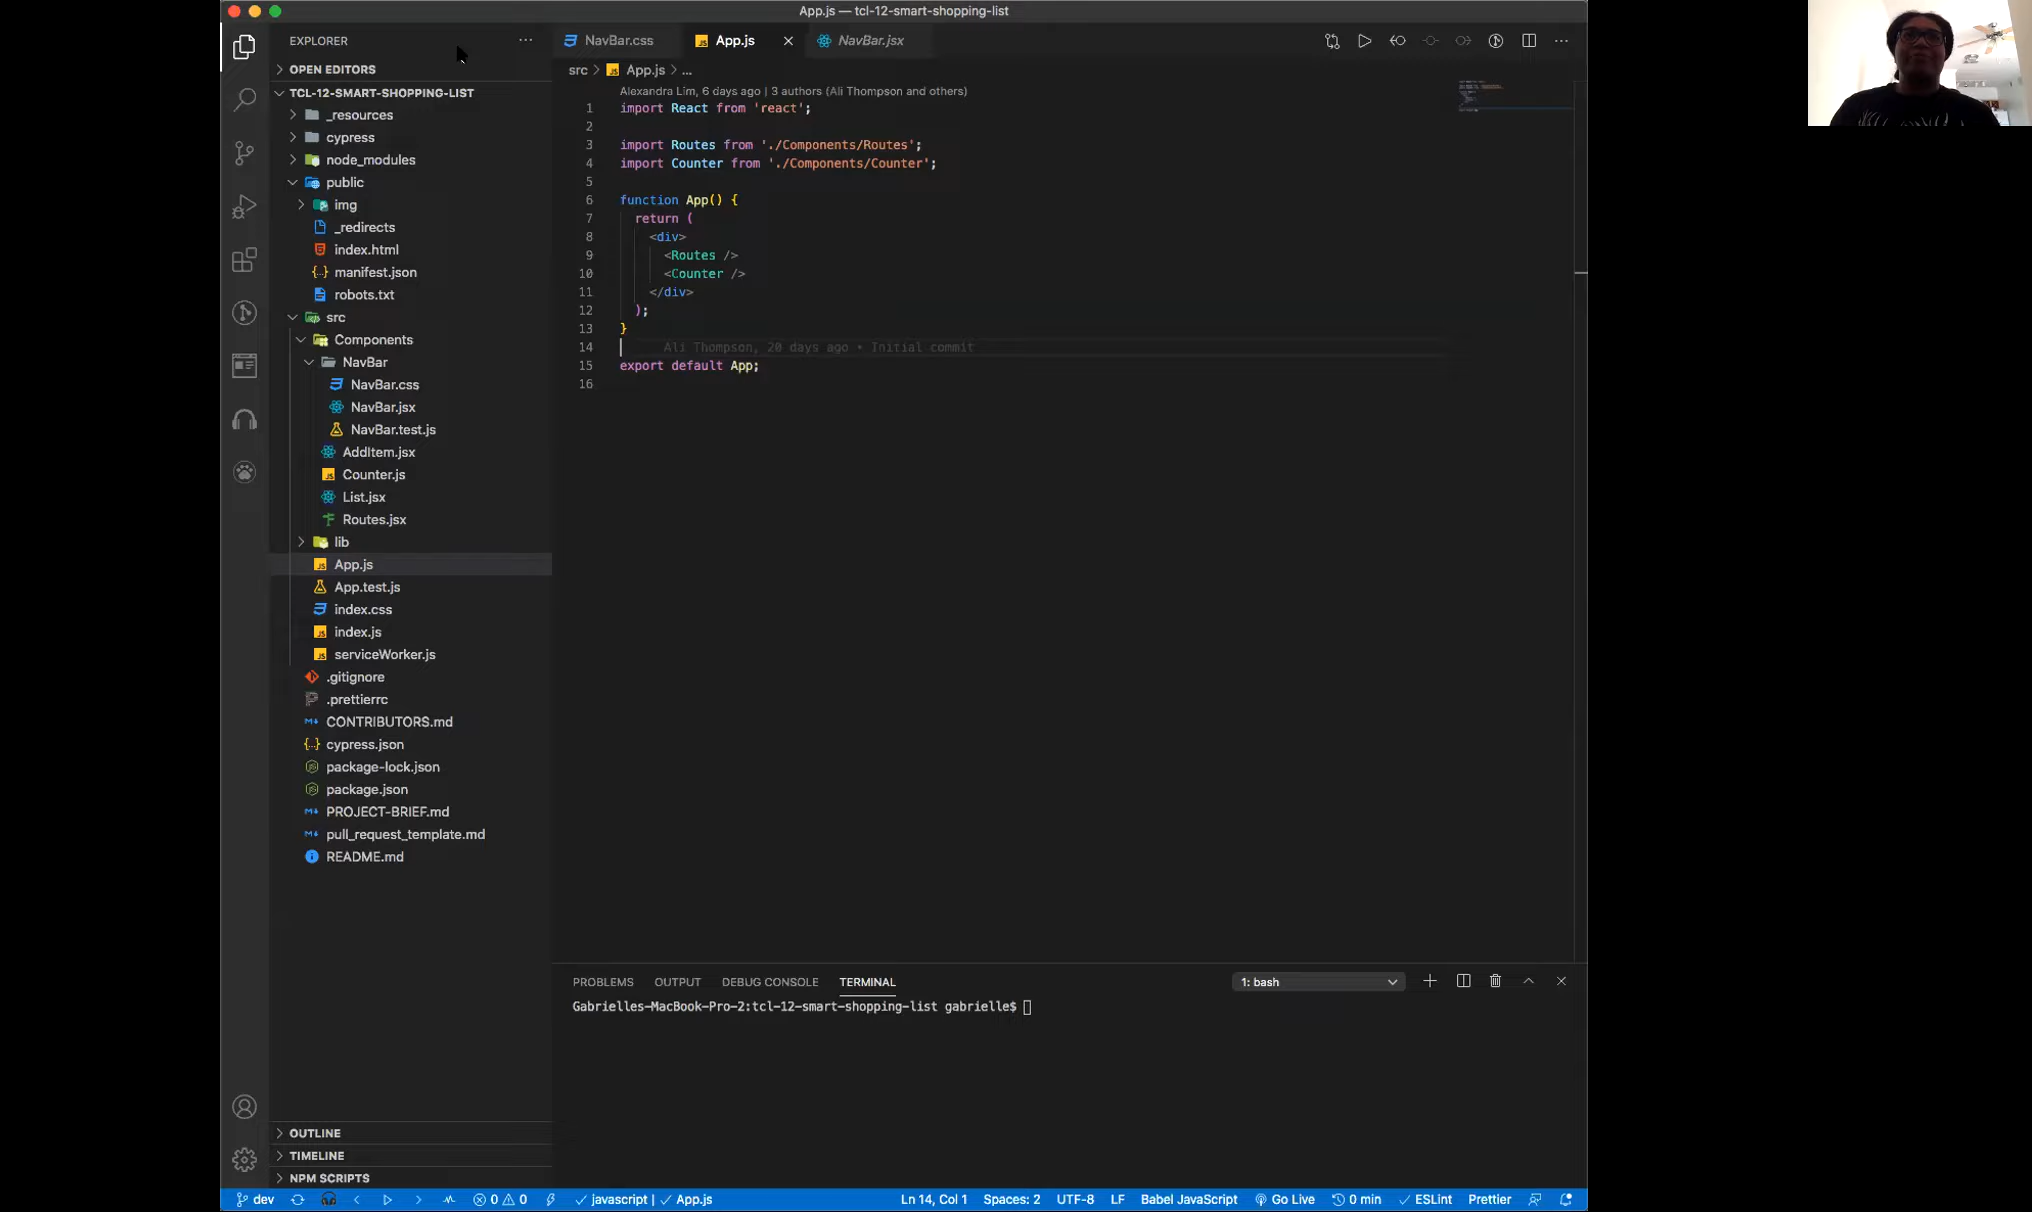 App.js — tcl-12-smart-shopping-list
EXPLORER
OPEN EDITORS
TCL-12-SMART-SHOPPING-LIST
_resources
cypress
node_modules
public
img
_redirects
index.html
manifest.json
robots.txt
src
Components
NavBar
NavBar.css
NavBar.jsx
NavBar.test.js
AddItem.jsx
Counter.js
List.jsx
Routes.jsx
lib
App.js
App.test.js
index.css
index.js
serviceWorker.js
.gitignore
.prettierrc
CONTRIBUTORS.md
cypress.json
package-lock.json
package.json
PROJECT-BRIEF.md
pull_request_template.md
README.md
OUTLINE
TIMELINE
NPM SCRIPTS
NavBar.css App.js NavBar.jsx
src > App.js > ...
Alexandra Lim, 6 days ago | 3 authors (Ali Thompson and others)
1 import React from 'react';
2
3 import Routes from './Components/Routes';
4 import Counter from './Components/Counter';
5
6 function App() {
7 return (
8 <div>
9 <Routes />
10 <Counter />
11 </div>
12 );
13 }
14 Ali Thompson, 20 days ago • Initial commit
15 export default App;
16
PROBLEMS OUTPUT DEBUG CONSOLE TERMINAL 1: bash
Gabrielles-MacBook-Pro-2:tcl-12-smart-shopping-list gabrielle$
dev 0 0 javascript | App.js Ln 14, Col 1 Spaces: 2 UTF-8 LF Babel JavaScript Go Live 0 min ESLint Prettier